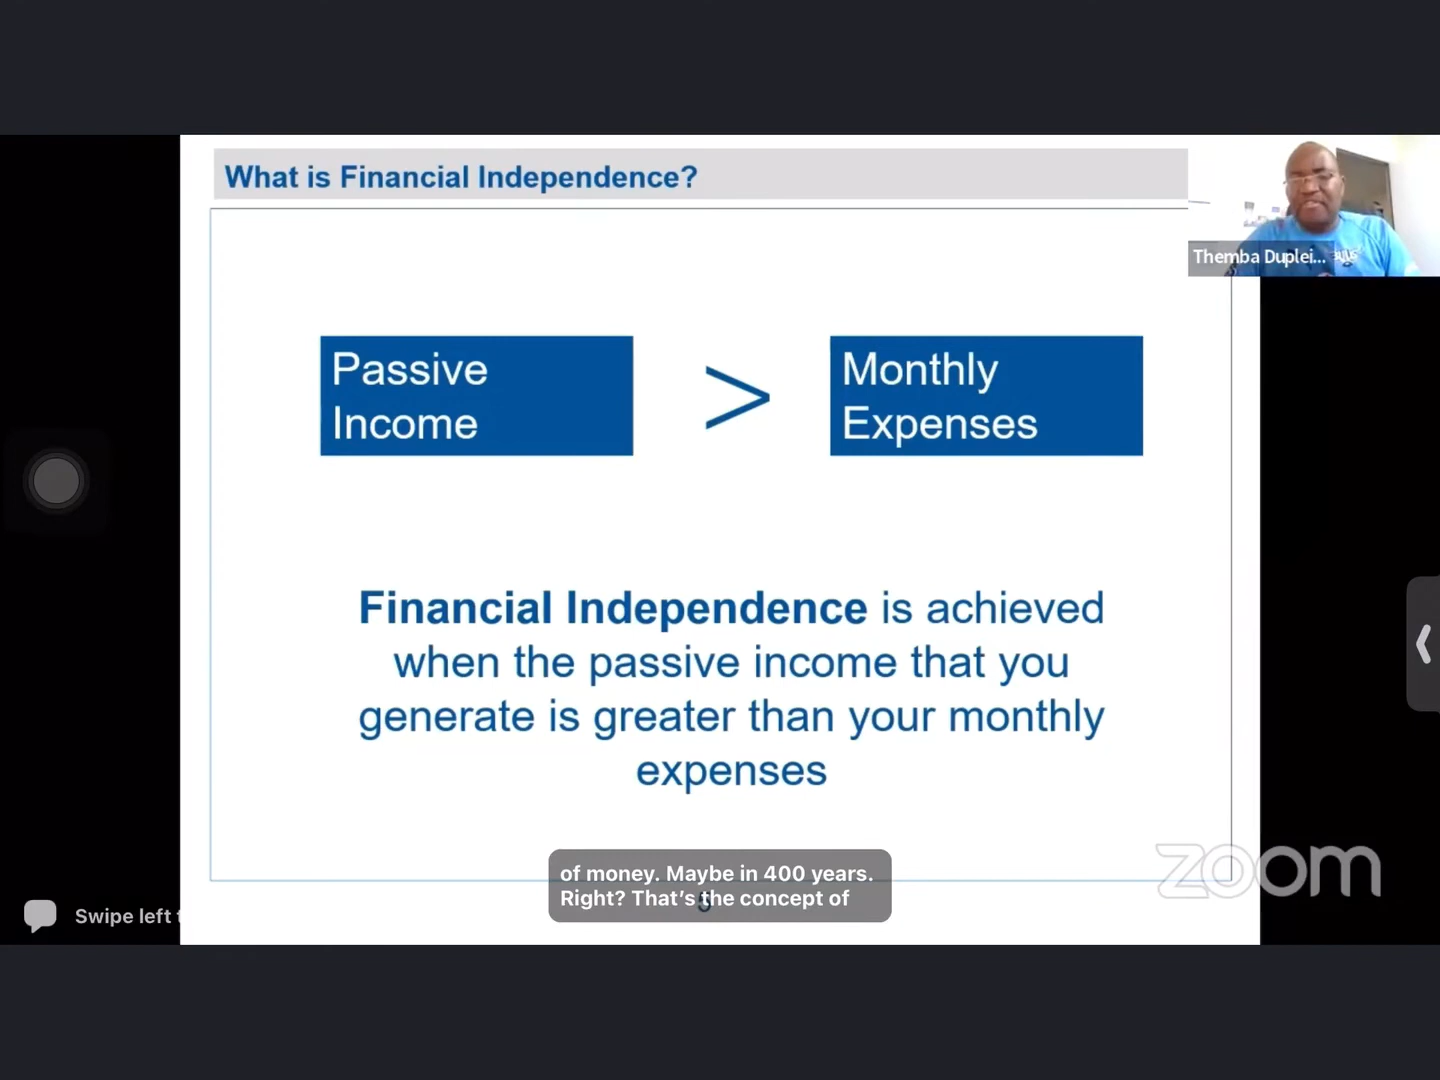 What is Financial Independence?
Themba Duplei...
Passive
Income
>
Monthly
Expenses
Financial Independence is achieved
when the passive income that you
generate is greater than your monthly
expenses
of money. Maybe in 400 years.
Right? That's the concept of
zoom
Swipe left